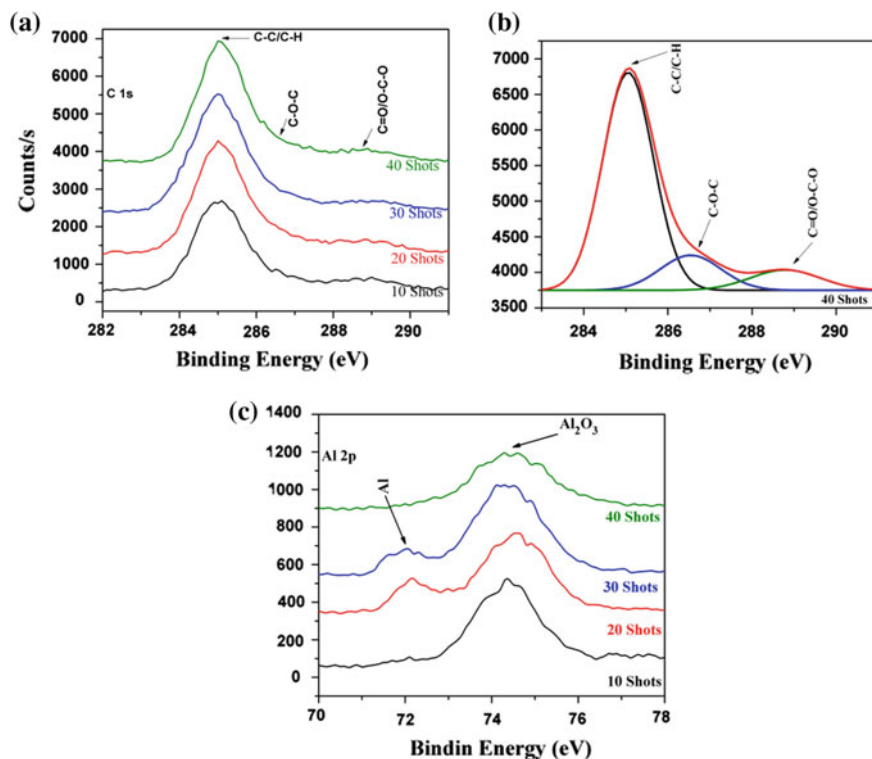 (a)
7000
6000
5000
4000
3000
2000
1000
0
Counts/s
C 1s
C-C/C-H
C-O-C
C=O/O-C-O
40 Shots
30 Shots
20 Shots
10 Shots
282 284 286 288 290
Binding Energy (eV)
(b)
7000
6500
6000
5500
5000
4500
4000
3500
C-C/C-H
C-O-C
C=O/O-C-O
40 Shots
284 286 288 290
Binding Energy (eV)
(c)
1400
1200
1000
800
600
400
200
0
Al 2p
Al
Al₂O₃
40 Shots
30 Shots
20 Shots
10 Shots
70 72 74 76 78
Bindin Energy (eV)